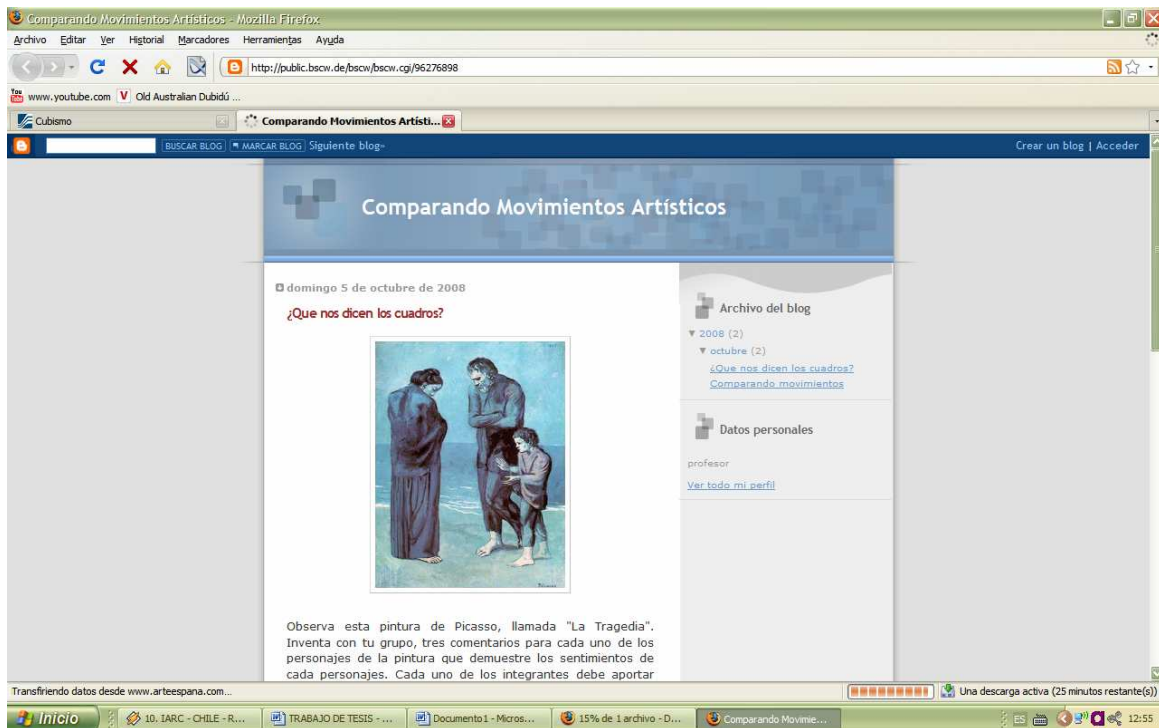 Comparando Movimientos Artísticos - Mozilla Firefox
Archivo Editar Ver Historial Marcadores Herramientas Ayuda
http://public.bscw.de/bscw/bscw.cgi/96276898
You Tube www.youtube.com V Old Australian Dubidú ...
Cubismo Comparando Movimientos Artísti...
BUSCAR BLOG MARCAR BLOG Siguiente blog» Crear un blog | Acceder
Comparando Movimientos Artísticos
domingo 5 de octubre de 2008
¿Que nos dicen los cuadros?
Observa esta pintura de Picasso, llamada "La Tragedia".
Inventa con tu grupo, tres comentarios para cada uno de los
personajes de la pintura que demuestre los sentimientos de
cada personajes. Cada uno de los integrantes debe aportar
Archivo del blog
▼ 2008 (2)
▼ octubre (2)
¿Que nos dicen los cuadros?
Comparando movimientos
Datos personales
profesor
Ver todo mi perfil
Transfiriendo datos desde www.arteespana.com... Una descarga activa (25 minutos restante(s))
Inicio 10. IARC - CHILE - R... TRABAJO DE TESIS - ... Documento1 - Micros... 15% de 1 archivo - D... Comparando Movimie... ES 12:55